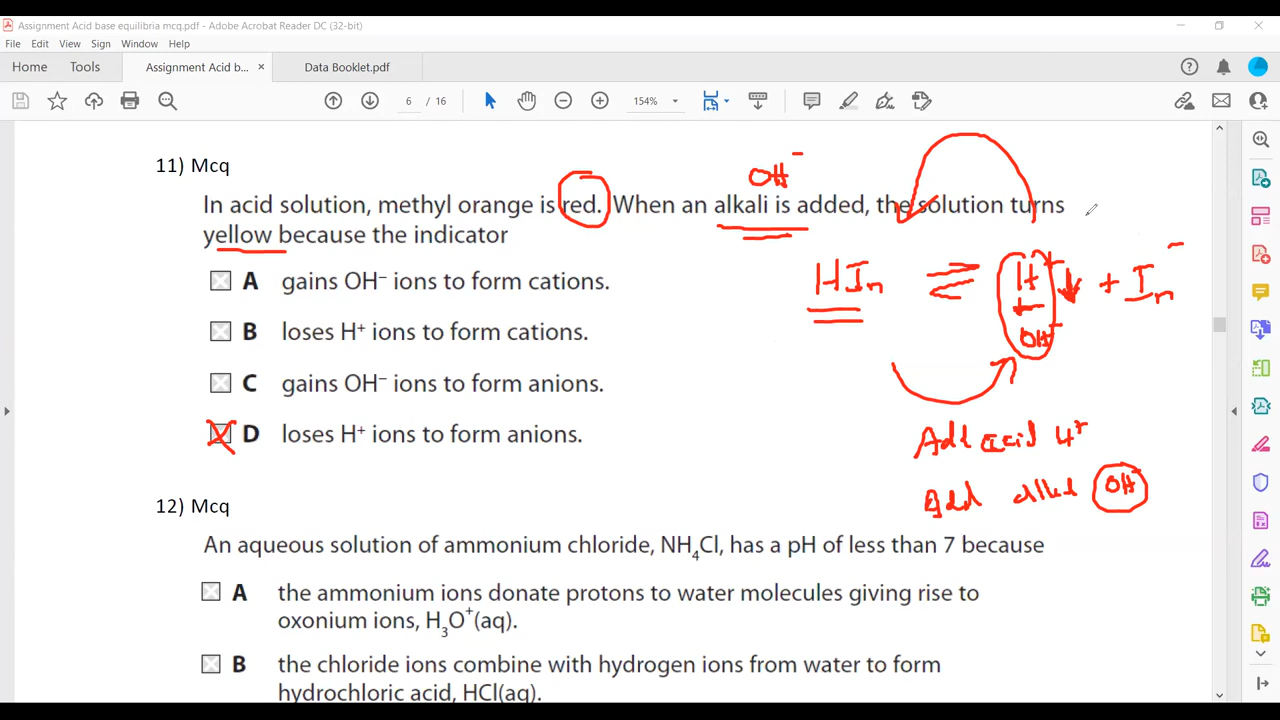 Assignment Acid base equilibria mcq.pdf - Adobe Acrobat Reader DC (32-bit)
File Edit View Sign Window Help
Home Tools Assignment Acid b... × Data Booklet.pdf
6 / 16 154%
11) Mcq
OH⁻
In acid solution, methyl orange is red. When an alkali is added, the solution turns
yellow because the indicator
HIn ⇌ H⁺ ↓ + In⁻
OH⁻
A gains OH⁻ ions to form cations.
B loses H⁺ ions to form cations.
C gains OH⁻ ions to form anions.
D loses H⁺ ions to form anions.
Add acid H⁺
Add OH⁻
12) Mcq
An aqueous solution of ammonium chloride, NH₄Cl, has a pH of less than 7 because
A the ammonium ions donate protons to water molecules giving rise to
oxonium ions, H₃O⁺(aq).
B the chloride ions combine with hydrogen ions from water to form
hydrochloric acid, HCl(aq).